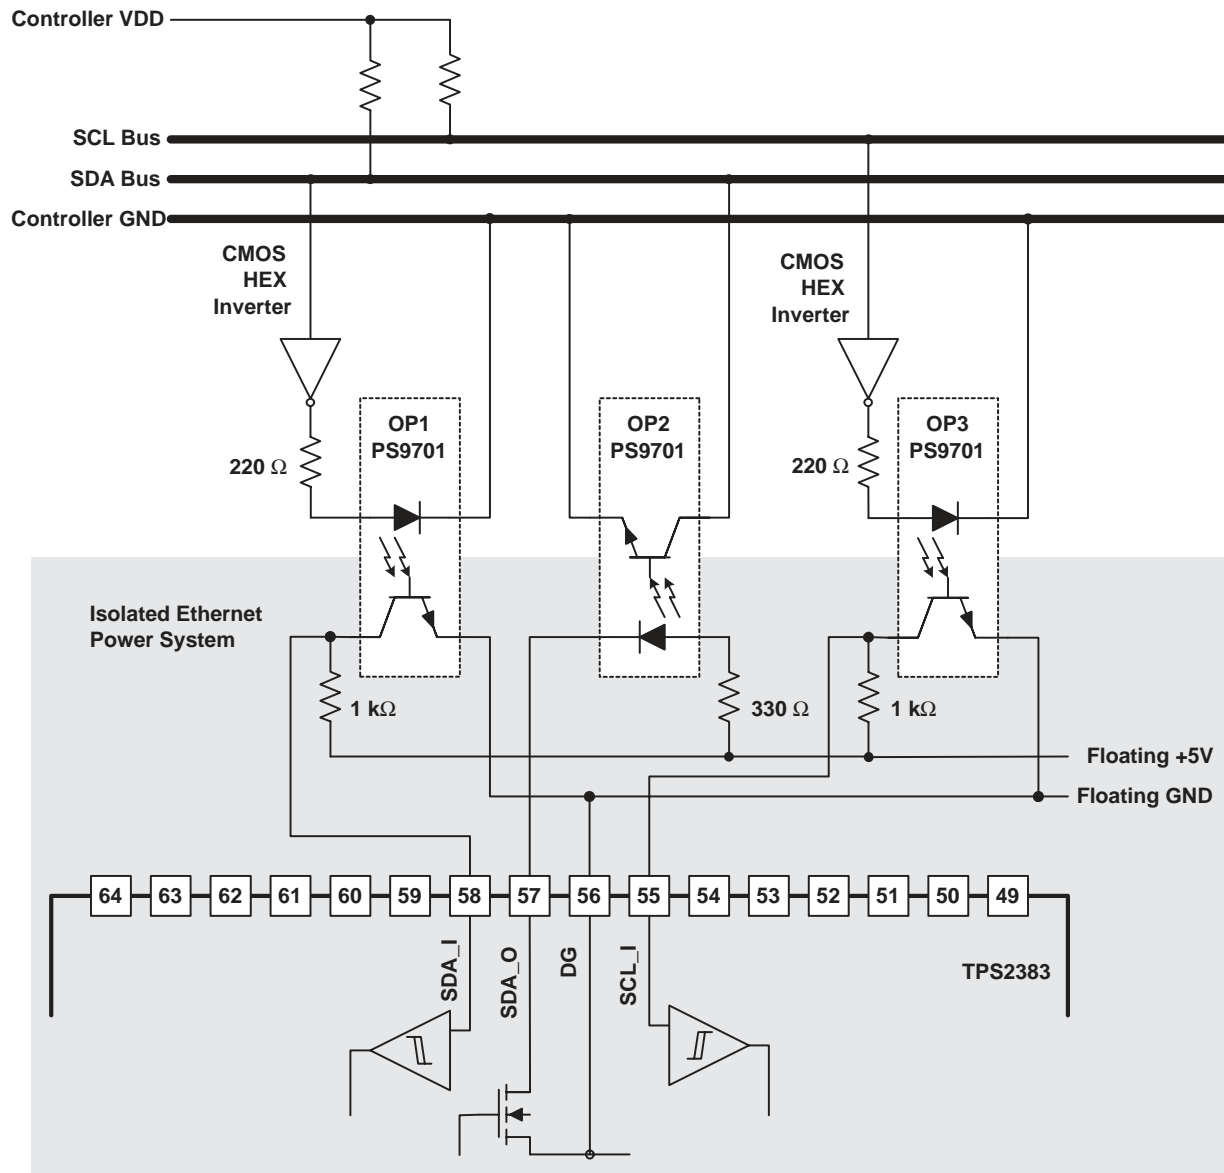 Controller VDD
SCL Bus
SDA Bus
Controller GND
CMOS
HEX
Inverter
CMOS
HEX
Inverter
OP1
PS9701
OP2
PS9701
OP3
PS9701
220 Ω
220 Ω
Isolated Ethernet
Power System
1 kΩ
330 Ω
1 kΩ
Floating +5V
Floating GND
64 63 62 61 60 59 58 57 56 55 54 53 52 51 50 49
SDA_I
SDA_O
DG
SCL_I
TPS2383